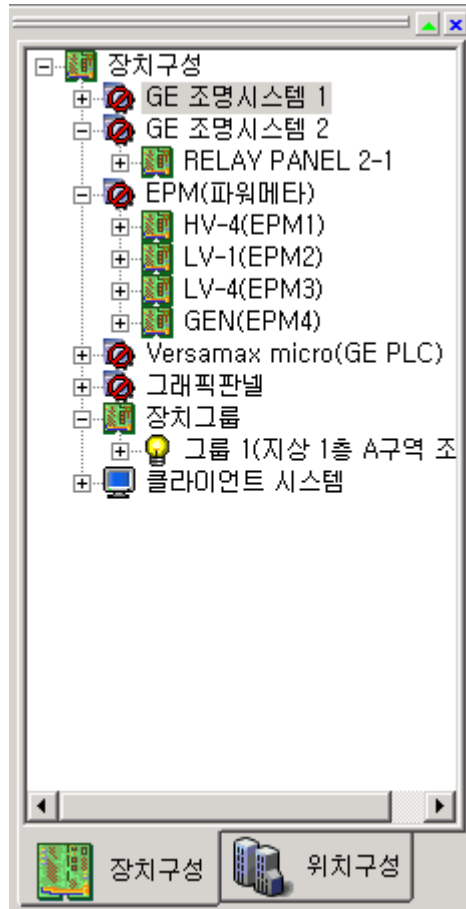 장치구성
GE 조명시스템 1
GE 조명시스템 2
RELAY PANEL 2-1
EPM(파워메타)
HV-4(EPM1)
LV-1(EPM2)
LV-4(EPM3)
GEN(EPM4)
Versamax micro(GE PLC)
그래픽판넬
장치그룹
그룹 1(지상 1층 A구역 조
클라이언트 시스템
장치구성 위치구성